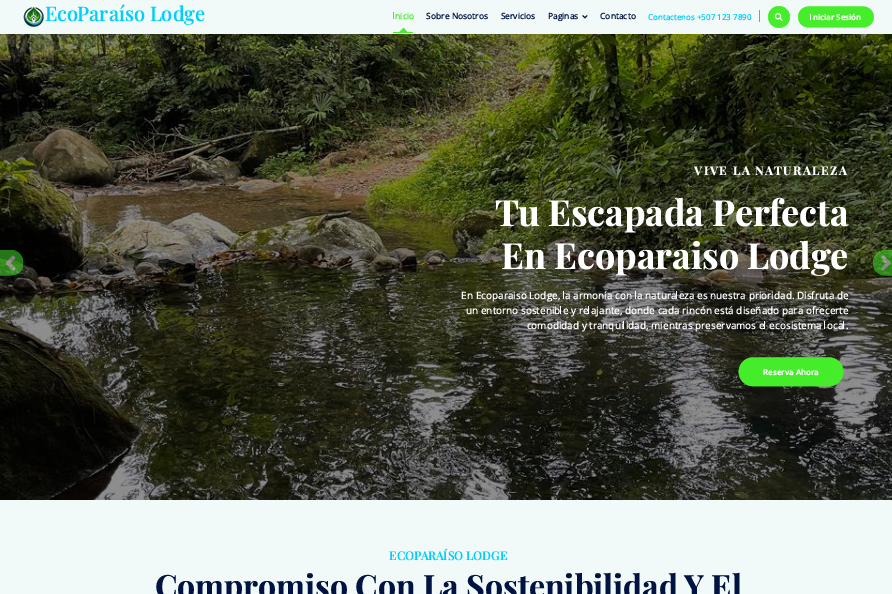 EcoParaíso Lodge
Inicio Sobre Nosotros Servicios Paginas Contacto Contactenos +507 123 7890 Iniciar Sesión
VIVE LA NATURALEZA
Tu Escapada Perfecta
En Ecoparaiso Lodge
En Ecoparaiso Lodge, la armonía con la naturaleza es nuestra prioridad. Disfruta de
un entorno sostenible y relajante, donde cada rincón está diseñado para ofrecerte
comodidad y tranquilidad, mientras preservamos el ecosistema local.
Reserva Ahora
ECOPARAÍSO LODGE
Compromiso Con La Sostenibilidad Y El